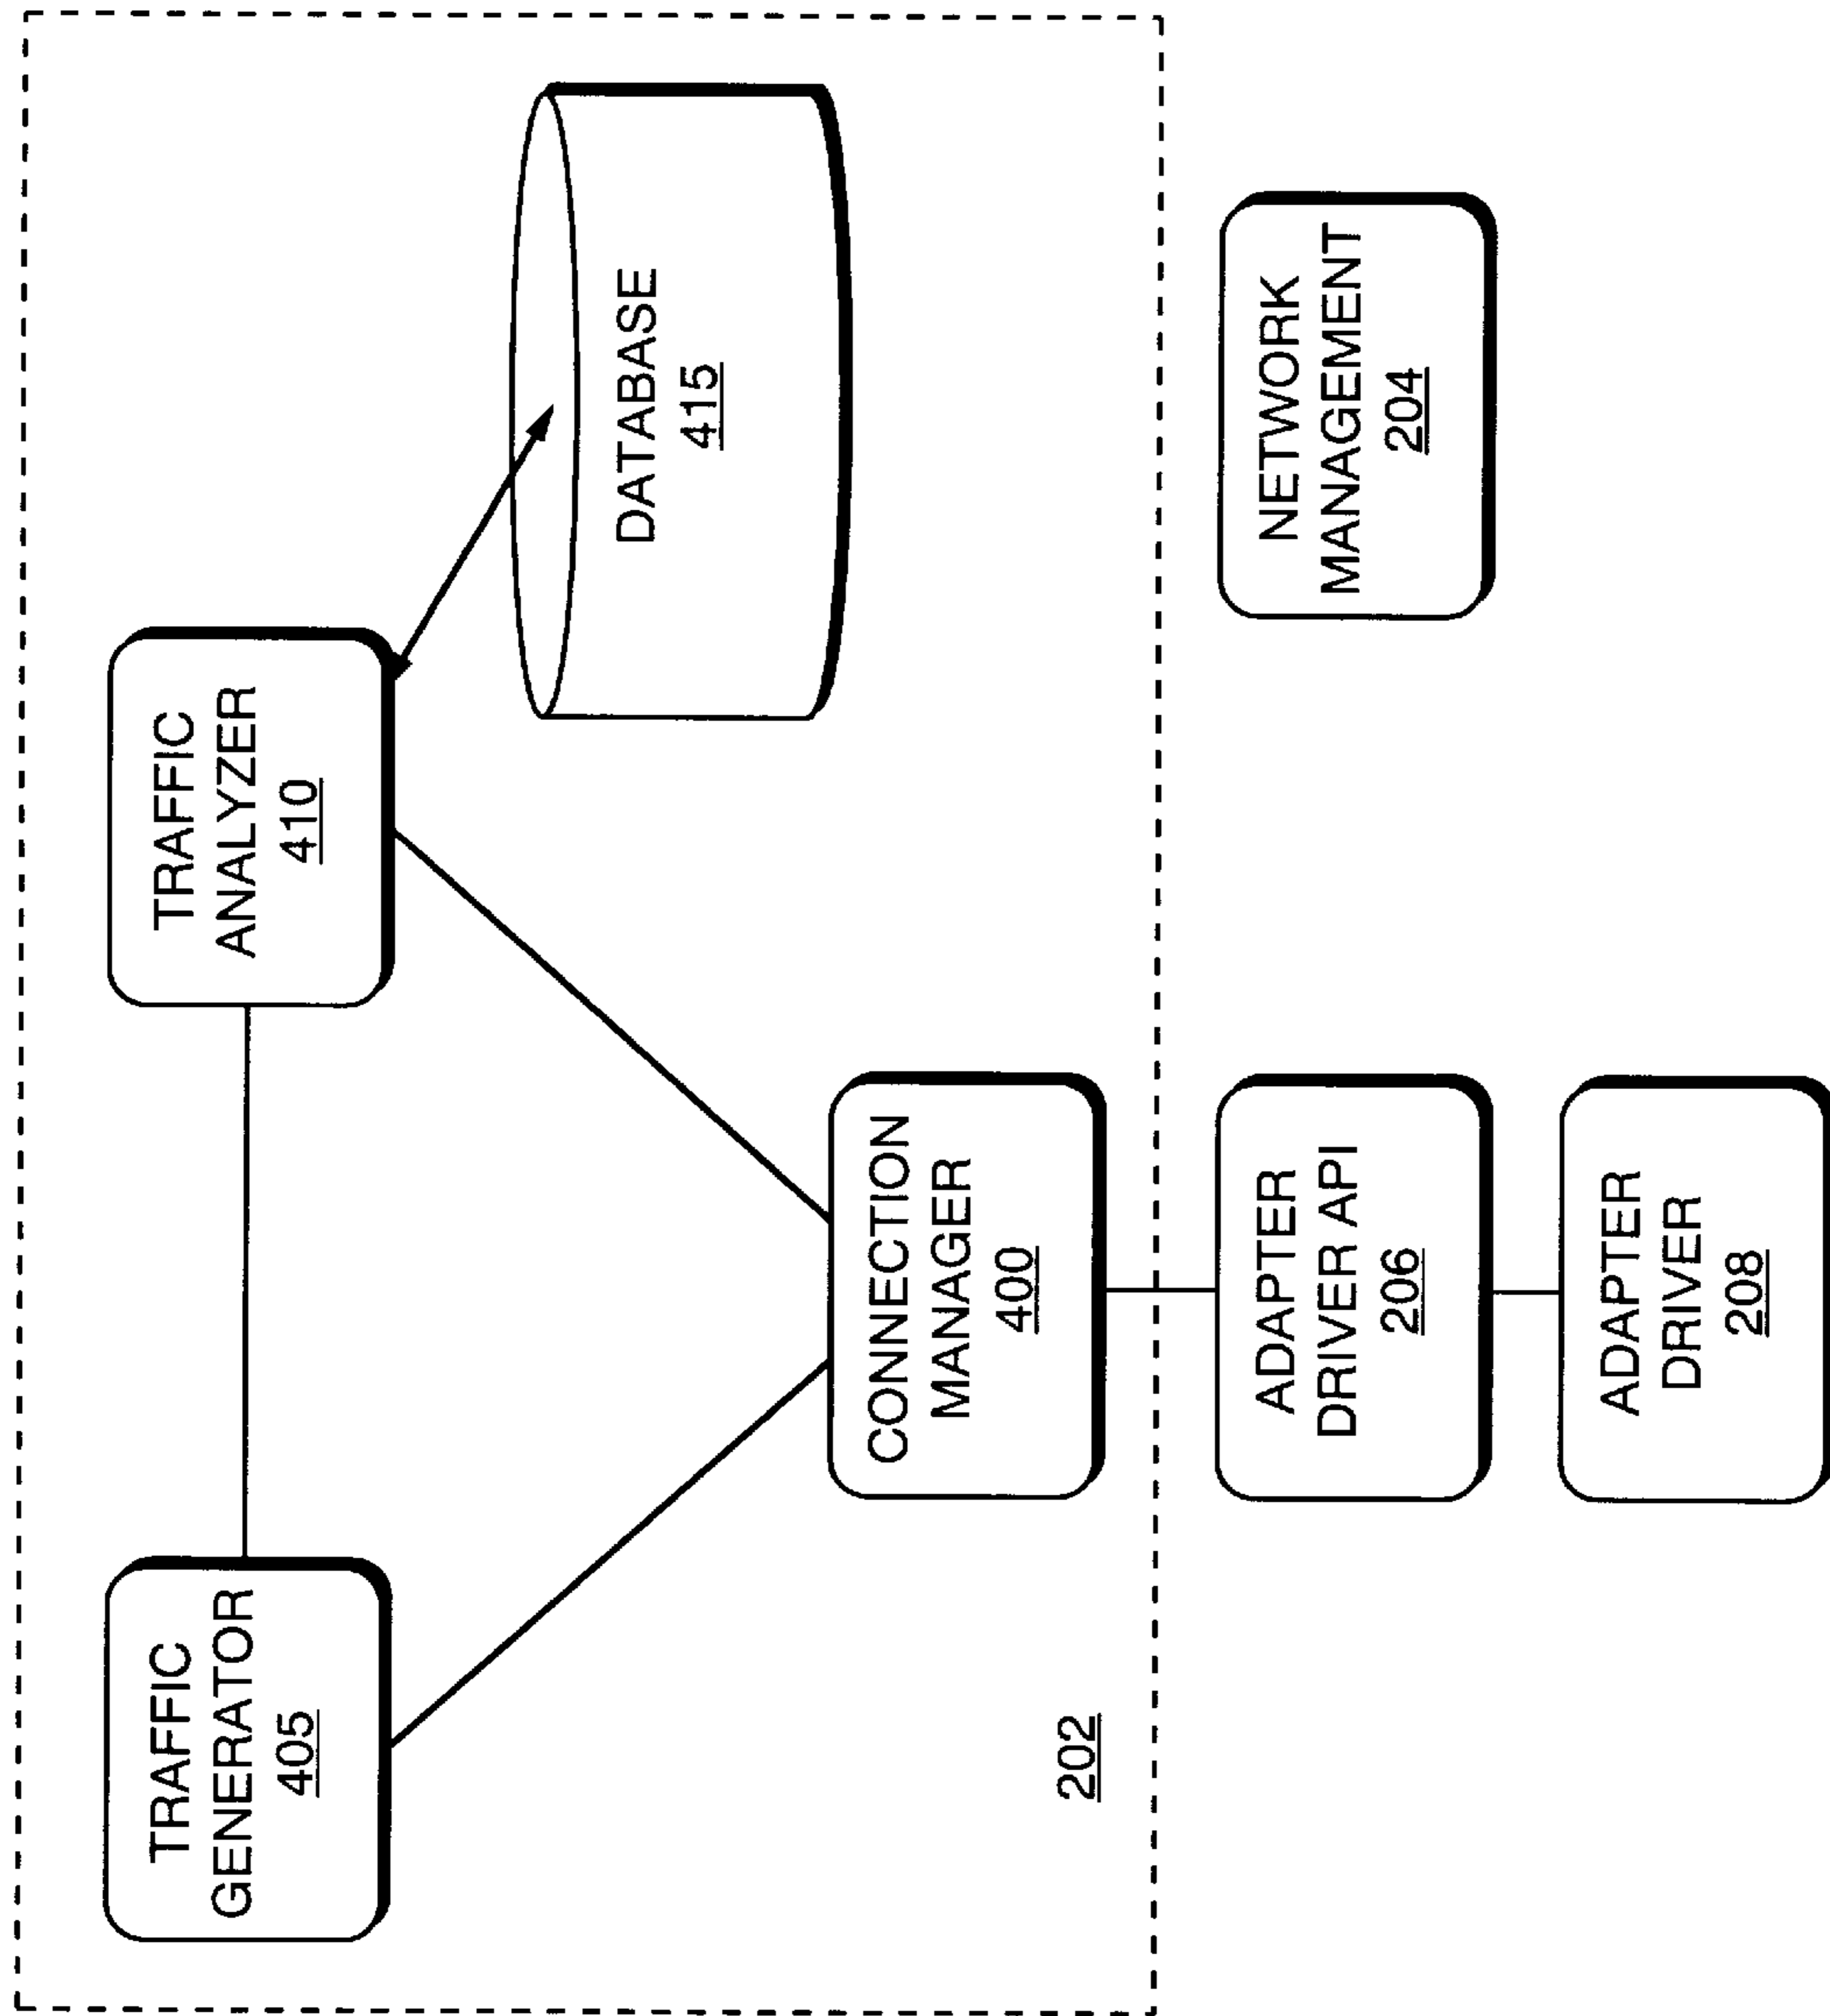 TRAFFIC
GENERATOR
405
TRAFFIC
ANALYZER
410
DATABASE
415
CONNECTION
MANAGER
400
202
ADAPTER
DRIVER API
206
NETWORK
MANAGEMENT
204
ADAPTER
DRIVER
208